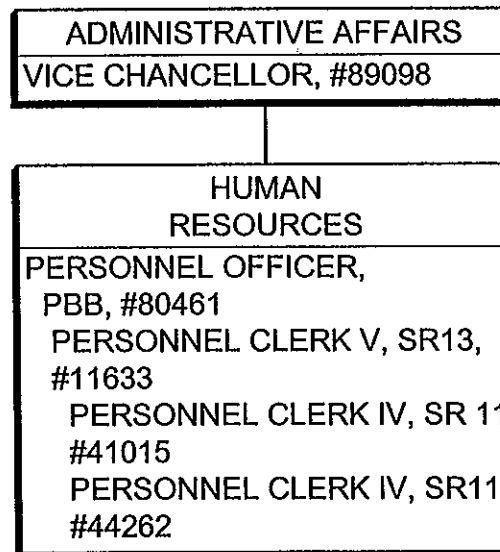 ADMINISTRATIVE AFFAIRS
VICE CHANCELLOR, #89098
HUMAN
RESOURCES
PERSONNEL OFFICER,
PBB, #80461
PERSONNEL CLERK V, SR13,
#11633
PERSONNEL CLERK IV, SR 11
#41015
PERSONNEL CLERK IV, SR11
#44262